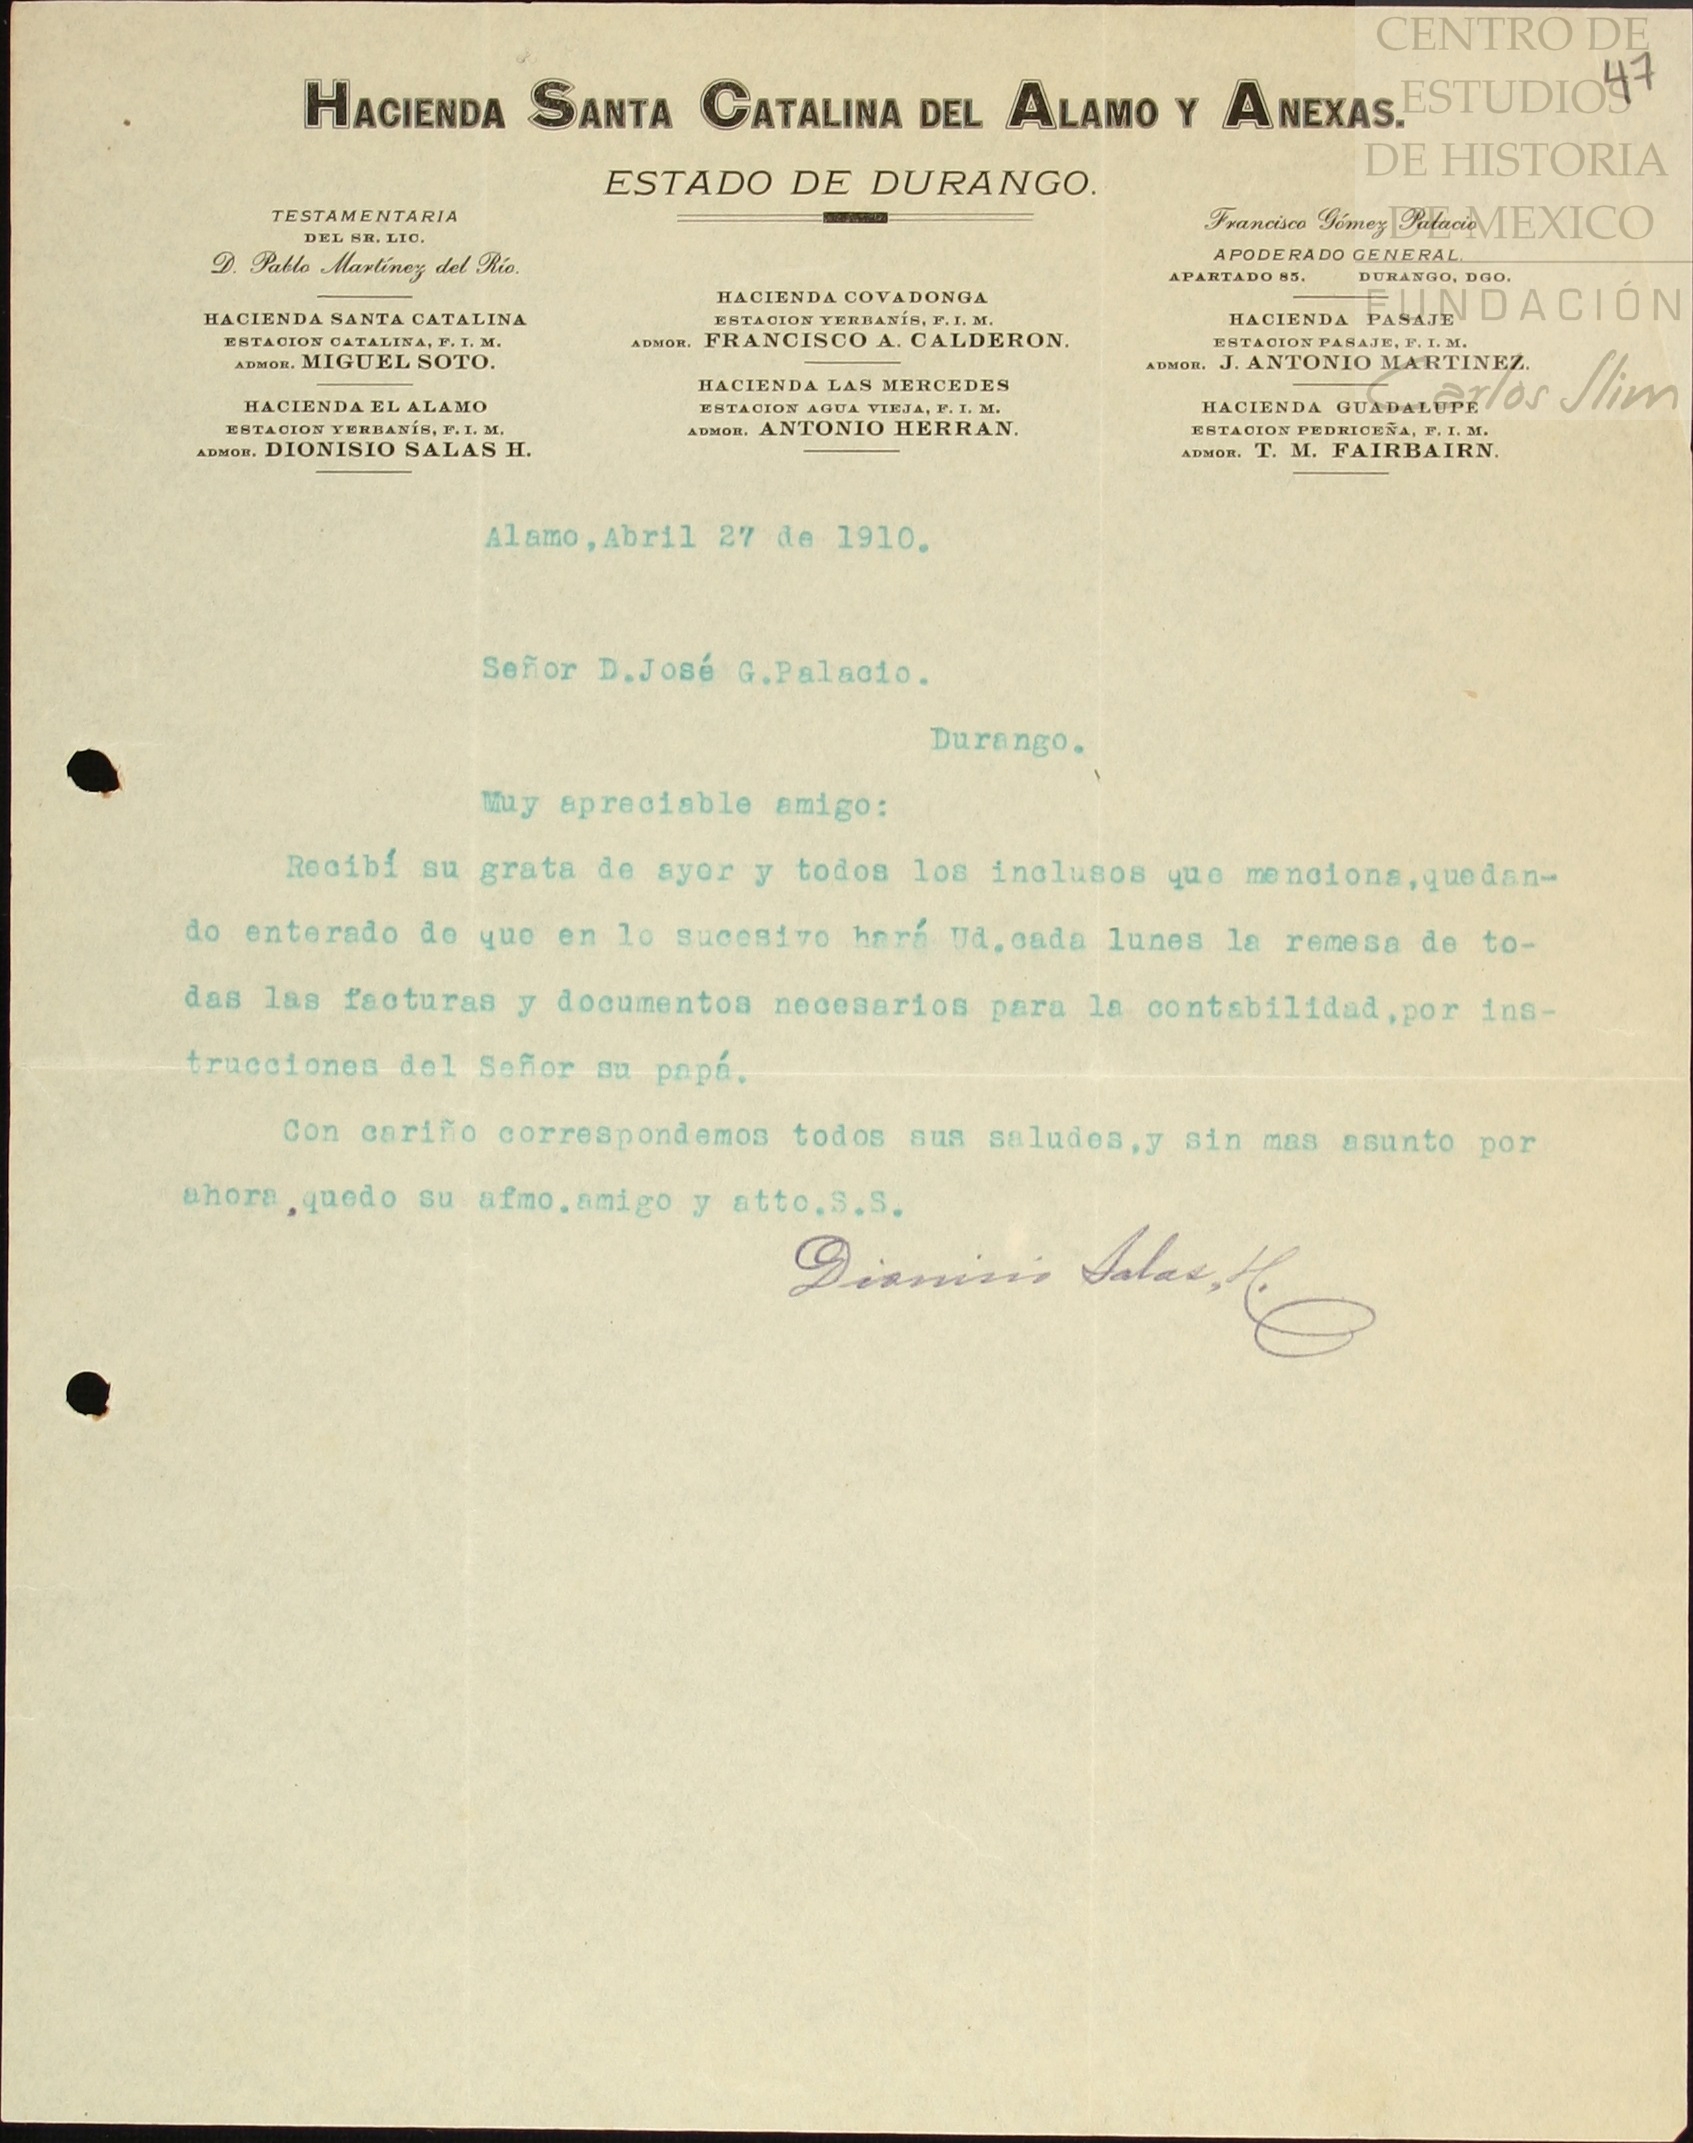 CENTRO DE
ESTUDIOS
DE HISTORIA
DE MEXICO
FUNDACIÓN
Carlos Slim
47
HACIENDA SANTA CATALINA DEL ALAMO Y ANEXAS.
ESTADO DE DURANGO.
TESTAMENTARIA
DEL SR. LIC.
D. Pablo Martínez del Río.
HACIENDA SANTA CATALINA
ESTACION CATALINA, F. I. M.
ADMOR. MIGUEL SOTO.
HACIENDA EL ALAMO
ESTACION YERBANÍS, F. I. M.
ADMOR. DIONISIO SALAS H.
HACIENDA COVADONGA
ESTACION YERBANÍS, F. I. M.
ADMOR. FRANCISCO A. CALDERON.
HACIENDA LAS MERCEDES
ESTACION AGUA VIEJA, F. I. M.
ADMOR. ANTONIO HERRAN.
Francisco Gómez Palacio
APODERADO GENERAL.
APARTADO 85. DURANGO, DGO.
HACIENDA PASAJE
ESTACION PASAJE, F. I. M.
ADMOR. J. ANTONIO MARTINEZ.
HACIENDA GUADALUPE
ESTACION PEDRICEÑA, F. I. M.
ADMOR. T. M. FAIRBAIRN.
Alamo,Abril 27 de 1910.
Señor D.José G.Palacio.
Durango.
Muy apreciable amigo:
Recibí su grata de ayer y todos los inclusos que menciona,quedan-
do enterado de que en lo sucesivo hará Ud.cada lunes la remesa de to-
das las facturas y documentos necesarios para la contabilidad,por ins-
trucciones del Señor su papá.
Con cariño correspondemos todos sus saludes,y sin mas asunto por
ahora,quedo su afmo.amigo y atto.S.S.
Dionisio Salas, H.